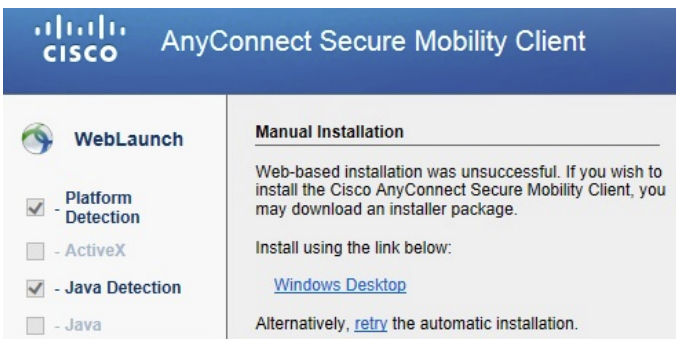 CISCO
AnyConnect Secure Mobility Client
WebLaunch
- Platform
Detection
- ActiveX
- Java Detection
- Java
Manual Installation
Web-based installation was unsuccessful. If you wish to
install the Cisco AnyConnect Secure Mobility Client, you
may download an installer package.
Install using the link below:
Windows Desktop
Alternatively, retry the automatic installation.